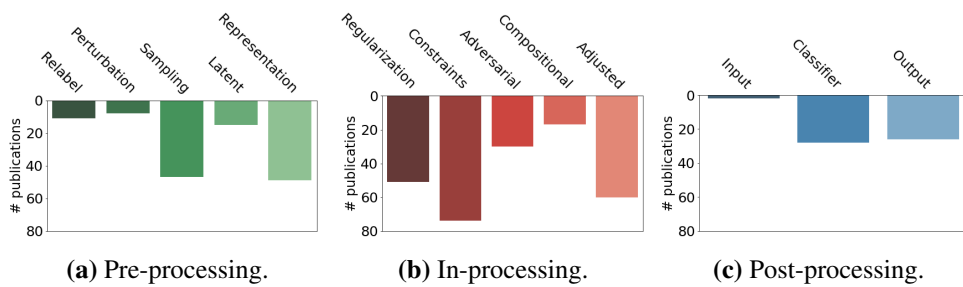 Relabel
Perturbation
Sampling
Latent
Representation
0
20
40
60
80
# publications
(a) Pre-processing.
Regularization
Constraints
Adversarial
Compositional
Adjusted
0
20
40
60
80
# publications
(b) In-processing.
Input
Classifier
Output
0
20
40
60
80
# publications
(c) Post-processing.